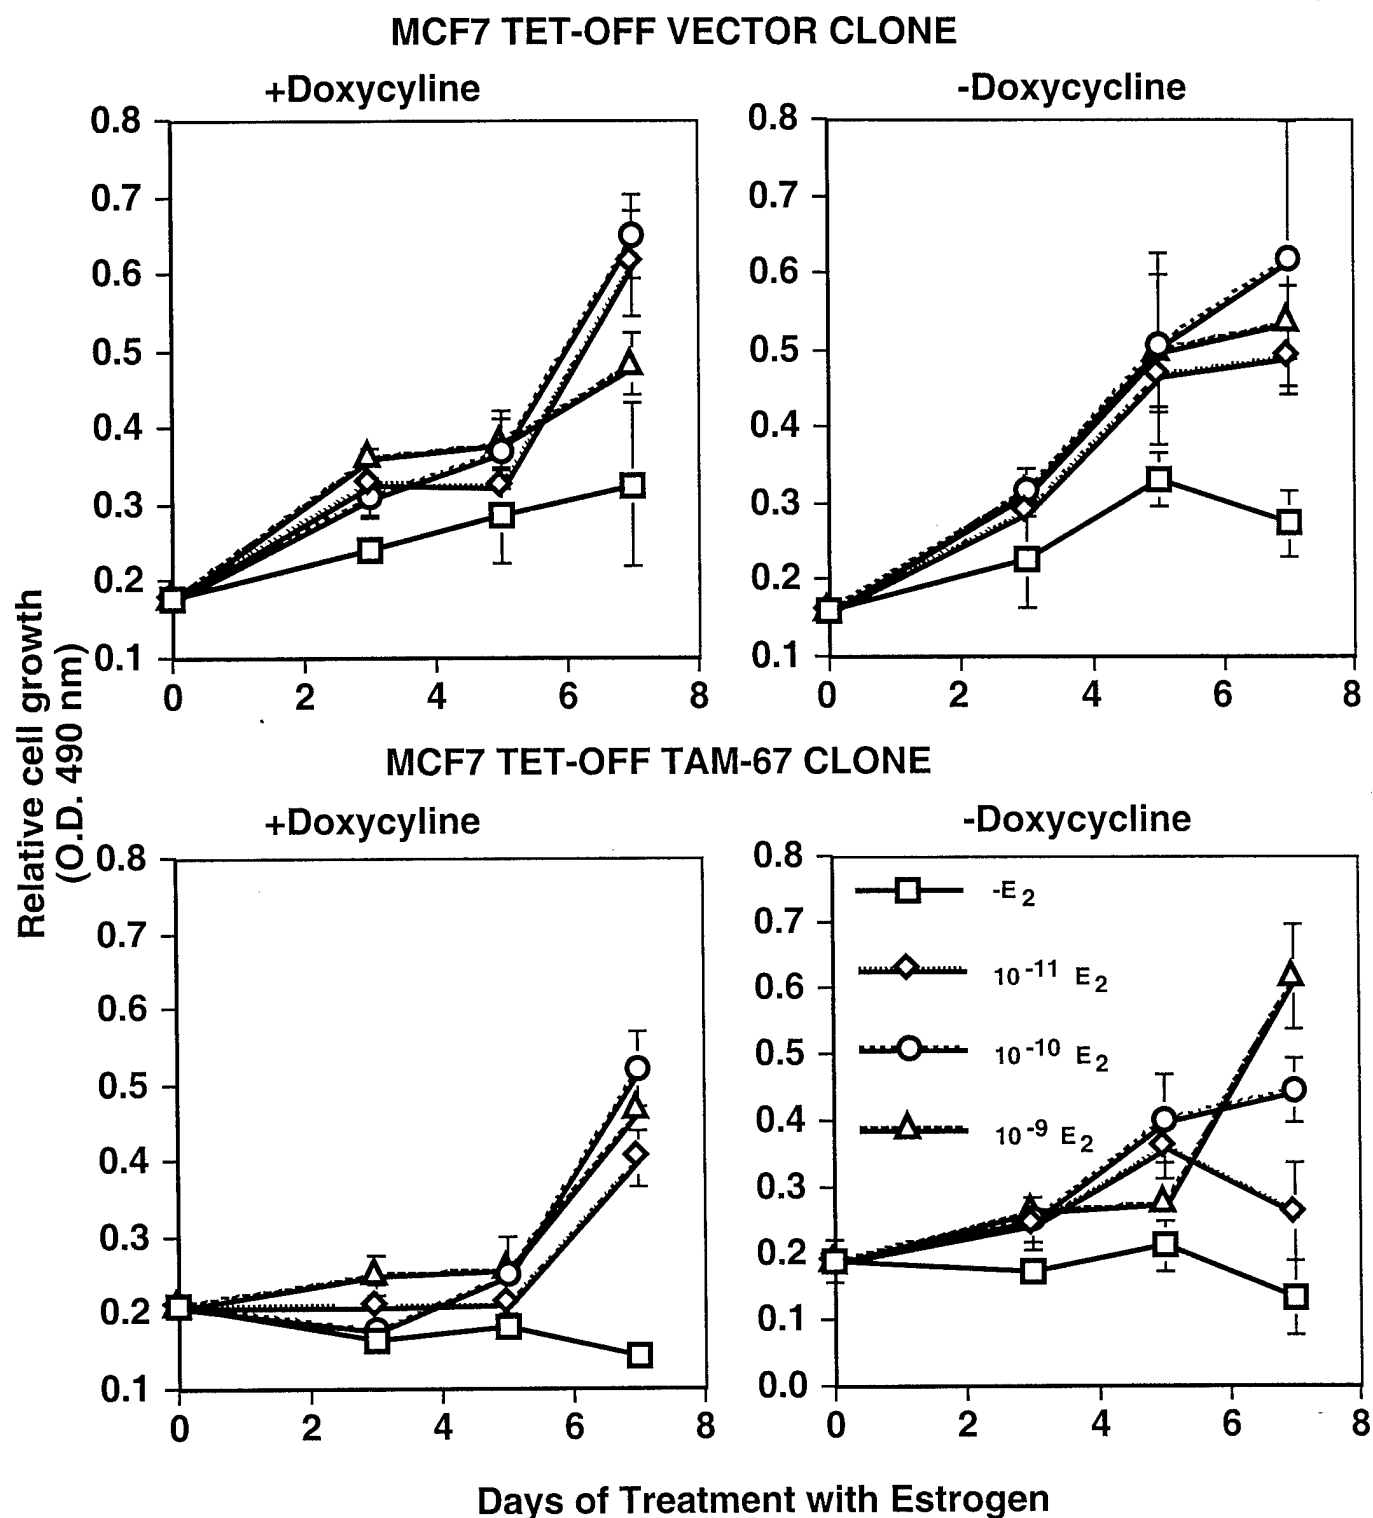 MCF7 TET-OFF VECTOR CLONE
+Doxycyline
-Doxycycline
0.8
0.7
0.6
0.5
0.4
0.3
0.2
0.1
0 2 4 6 8
0.8
0.7
0.6
0.5
0.4
0.3
0.2
0.1
0 2 4 6 8
Relative cell growth
(O.D. 490 nm)
MCF7 TET-OFF TAM-67 CLONE
+Doxycyline
-Doxycycline
0.8
0.7
0.6
0.5
0.4
0.3
0.2
0.1
0 2 4 6 8
0.8
0.7
0.6
0.5
0.4
0.3
0.2
0.1
0.0
0 2 4 6 8
-E2
10-11 E2
10-10 E2
10-9 E2
Days of Treatment with Estrogen